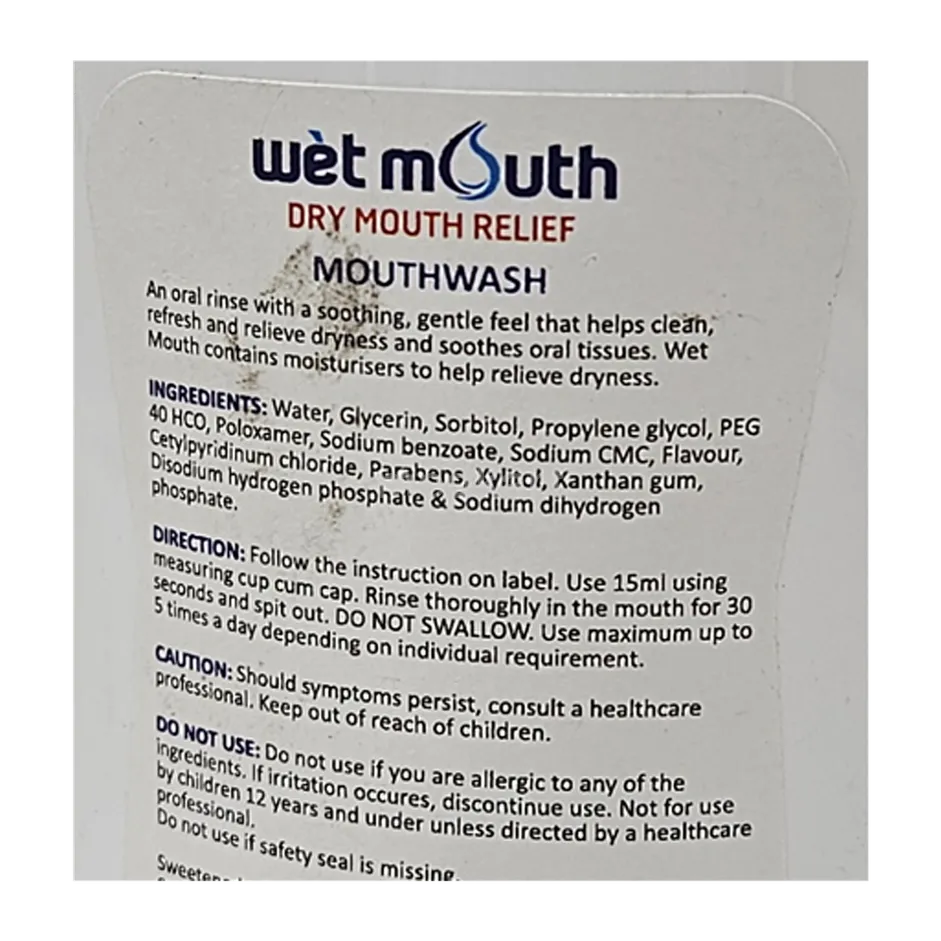 wèt mouth
DRY MOUTH RELIEF
MOUTHWASH
An oral rinse with a soothing, gentle feel that helps clean,
refresh and relieve dryness and soothes oral tissues. Wet
Mouth contains moisturisers to help relieve dryness.
INGREDIENTS: Water, Glycerin, Sorbitol, Propylene glycol, PEG
40 HCO, Poloxamer, Sodium benzoate, Sodium CMC, Flavour,
Cetylpyridinum chloride, Parabens, Xylitol, Xanthan gum,
Disodium hydrogen phosphate & Sodium dihydrogen
phosphate.
DIRECTION: Follow the instruction on label. Use 15ml using
measuring cup cum cap. Rinse thoroughly in the mouth for 30
seconds and spit out. DO NOT SWALLOW. Use maximum up to
5 times a day depending on individual requirement.
CAUTION: Should symptoms persist, consult a healthcare
professional. Keep out of reach of children.
DO NOT USE: Do not use if you are allergic to any of the
ingredients. If irritation occures, discontinue use. Not for use
by children 12 years and under unless directed by a healthcare
professional.
Do not use if safety seal is missing.